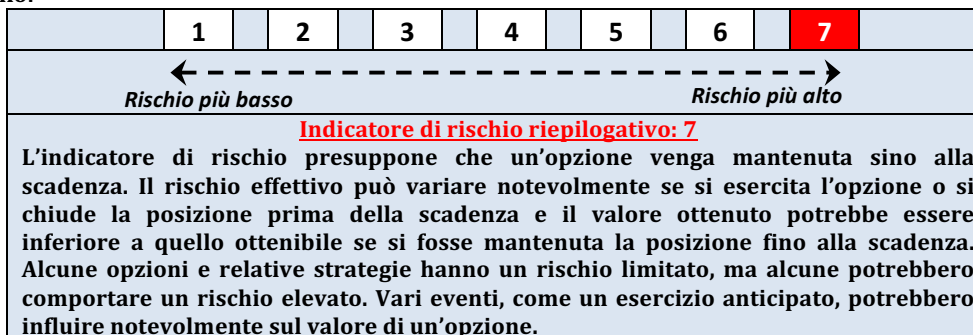 1 2 3 4 5 6 7
Rischio più basso Rischio più alto
Indicatore di rischio riepilogativo: 7
L'indicatore di rischio presuppone che un'opzione venga mantenuta sino alla
scadenza. Il rischio effettivo può variare notevolmente se si esercita l'opzione o si
chiude la posizione prima della scadenza e il valore ottenuto potrebbe essere
inferiore a quello ottenibile se si fosse mantenuta la posizione fino alla scadenza.
Alcune opzioni e relative strategie hanno un rischio limitato, ma alcune potrebbero
comportare un rischio elevato. Vari eventi, come un esercizio anticipato, potrebbero
influire notevolmente sul valore di un'opzione.